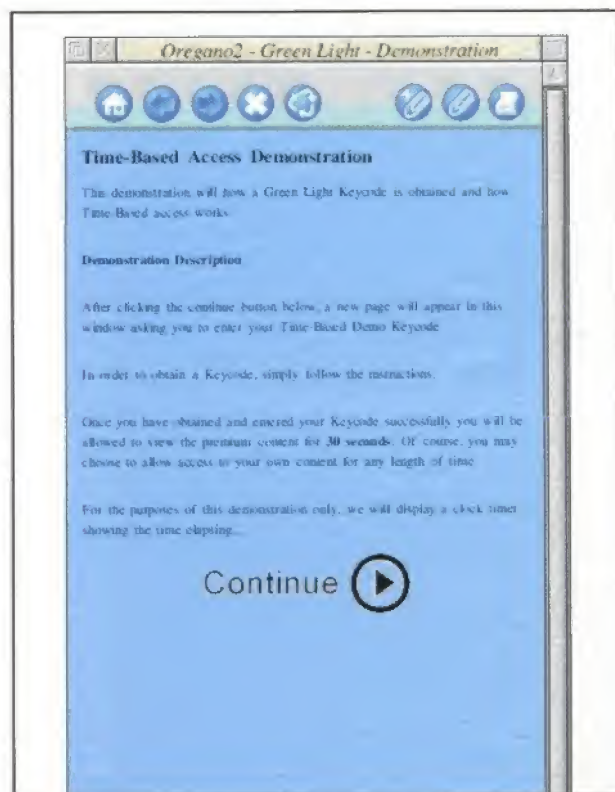 Oregano2 - Green Light - Demonstration
Time-Based Access Demonstration
This demonstration will how a Green Light Keycode is obtained and how
Time-Based access works
Demonstration Description
After clicking the continue button below, a new page will appear in this
window asking you to enter your Time-Based Demo Keycode
In order to obtain a Keycode, simply follow the instructions.
Once you have obtained and entered your Keycode successfully you will be
allowed to view the premium content for 30 seconds. Of course, you may
choose to allow access to your own content for any length of time
For the purposes of this demonstration only, we will display a clock timer
showing the time elapsing...
Continue